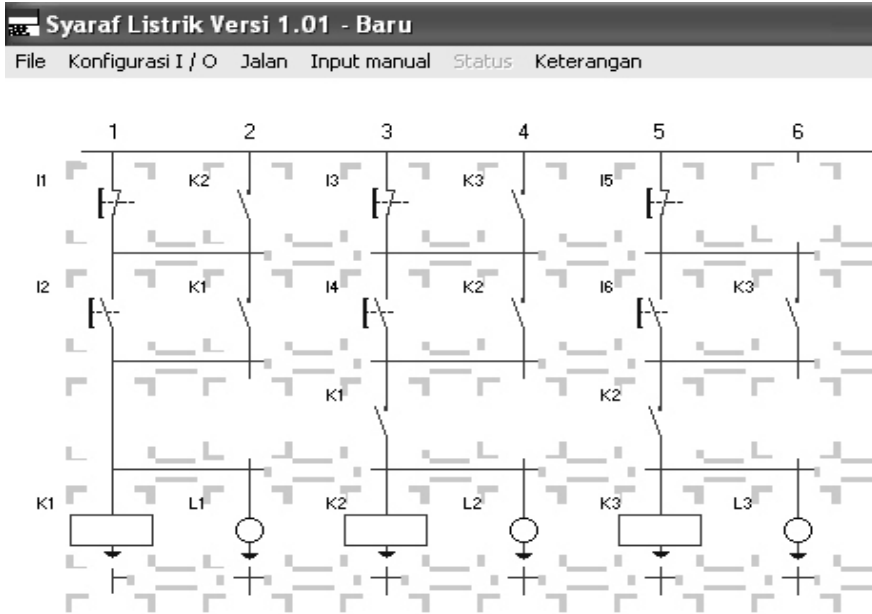 Syaraf Listrik Versi 1.01 - Baru
File Konfigurasi I / O Jalan Input manual Status Keterangan
1 2 3 4 5 6
I1 K2 I3 K3 I5
I2 K1 I4 K2 I6 K3
K1 K2
K1 L1 K2 L2 K3 L3